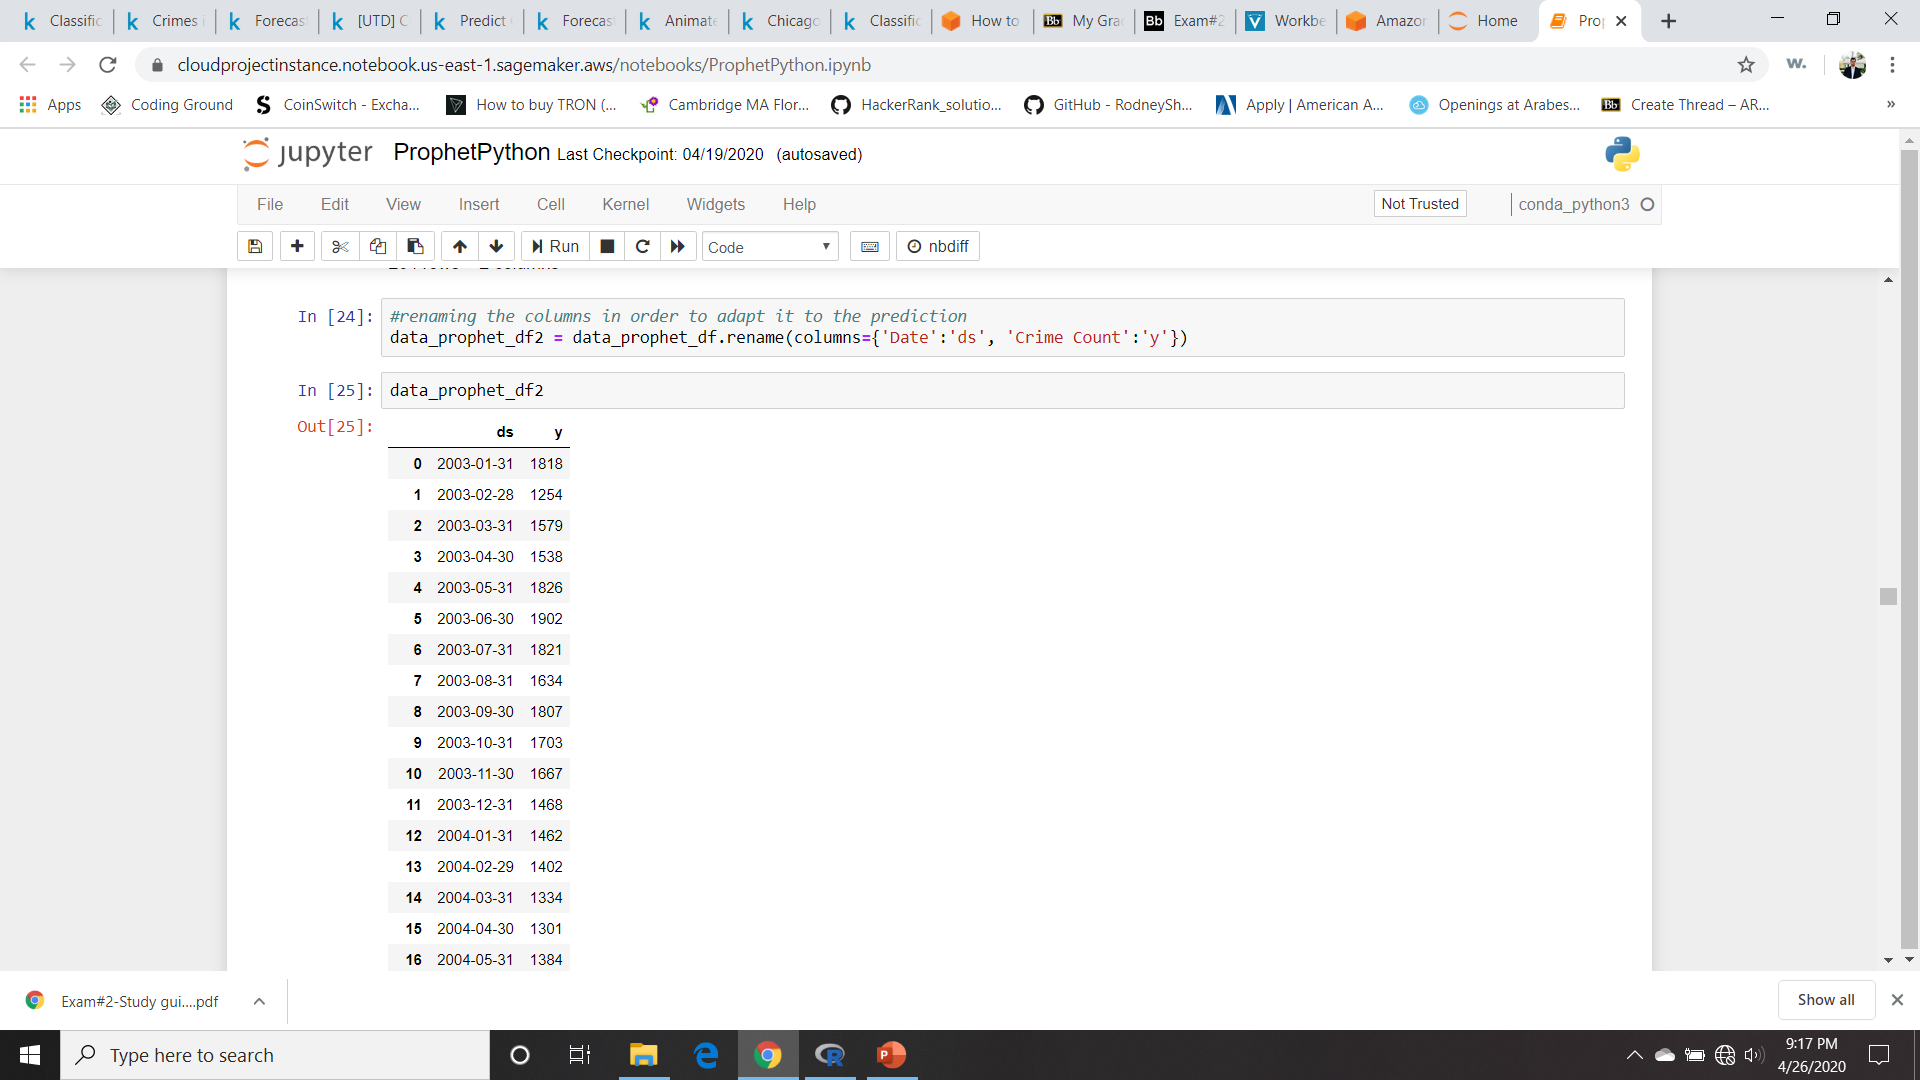 Classific
Crimes i
Forecas
[UTD] C
Predict
Forecas
Animate
Chicago
Classific
How to
My Gra
Exam#2
Workbe
Amazon
Home
Prop
cloudprojectinstance.notebook.us-east-1.sagemaker.aws/notebooks/ProphetPython.ipynb
Apps
Coding Ground
CoinSwitch - Excha...
How to buy TRON (...
Cambridge MA Flor...
HackerRank_solutio...
GitHub - RodneySh...
Apply | American A...
Openings at Arabes...
Create Thread – AR...
»
jupyter ProphetPython Last Checkpoint: 04/19/2020 (autosaved)
File Edit View Insert Cell Kernel Widgets Help
Not Trusted
conda_python3
Run
Code
nbdiff
In [24]: #renaming the columns in order to adapt it to the prediction
data_prophet_df2 = data_prophet_df.rename(columns={'Date':'ds', 'Crime Count':'y'})
In [25]: data_prophet_df2
Out[25]:
ds y
0 2003-01-31 1818
1 2003-02-28 1254
2 2003-03-31 1579
3 2003-04-30 1538
4 2003-05-31 1826
5 2003-06-30 1902
6 2003-07-31 1821
7 2003-08-31 1634
8 2003-09-30 1807
9 2003-10-31 1703
10 2003-11-30 1667
11 2003-12-31 1468
12 2004-01-31 1462
13 2004-02-29 1402
14 2004-03-31 1334
15 2004-04-30 1301
16 2004-05-31 1384
Exam#2-Study gui....pdf
Show all
Type here to search
9:17 PM
4/26/2020